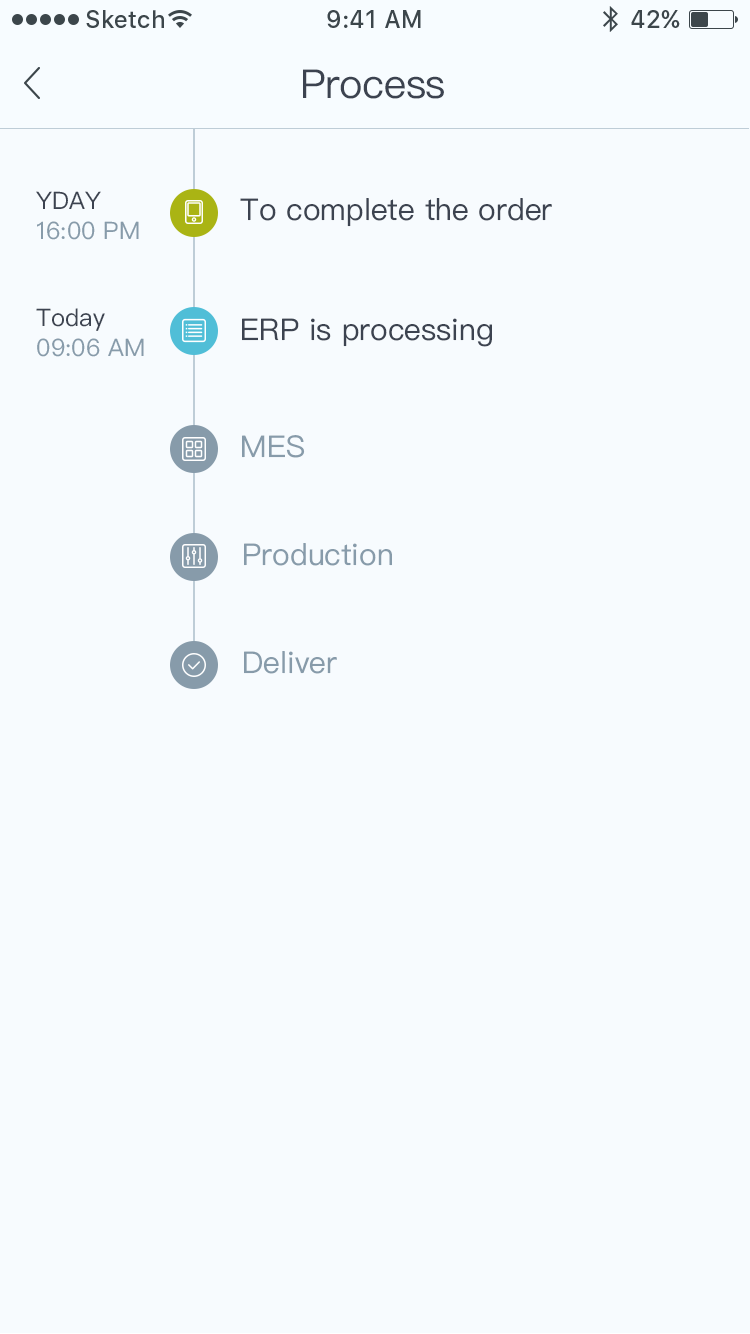 Sketch 9:41 AM 42%
Process
YDAY
16:00 PM
To complete the order
Today
09:06 AM
ERP is processing
MES
Production
Deliver